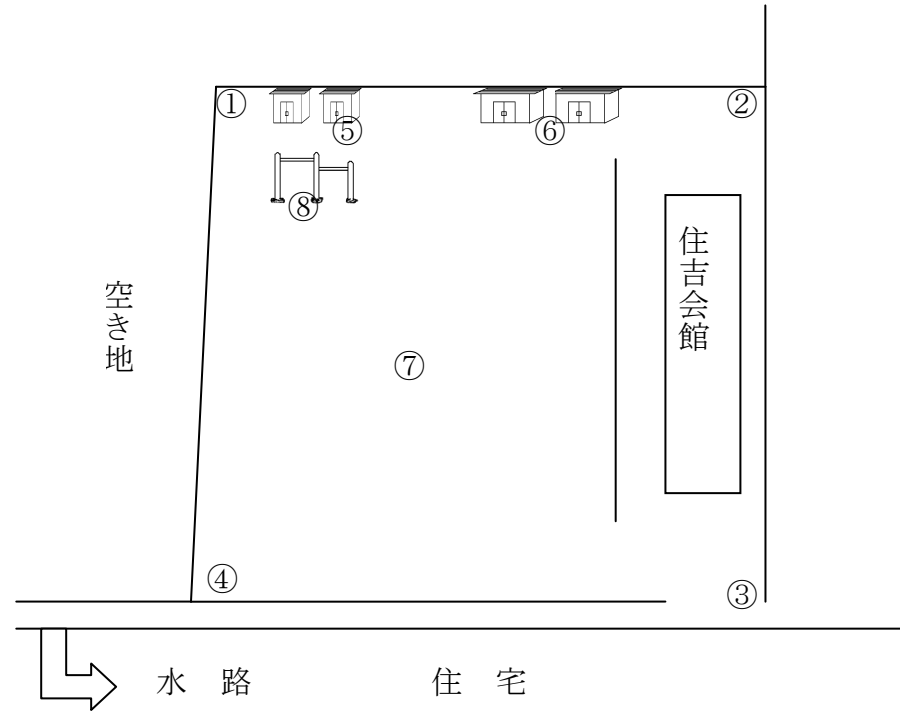 ①
②
⑤
⑥
⑧
住吉会館
空き地
⑦
④
③
水 路
住 宅